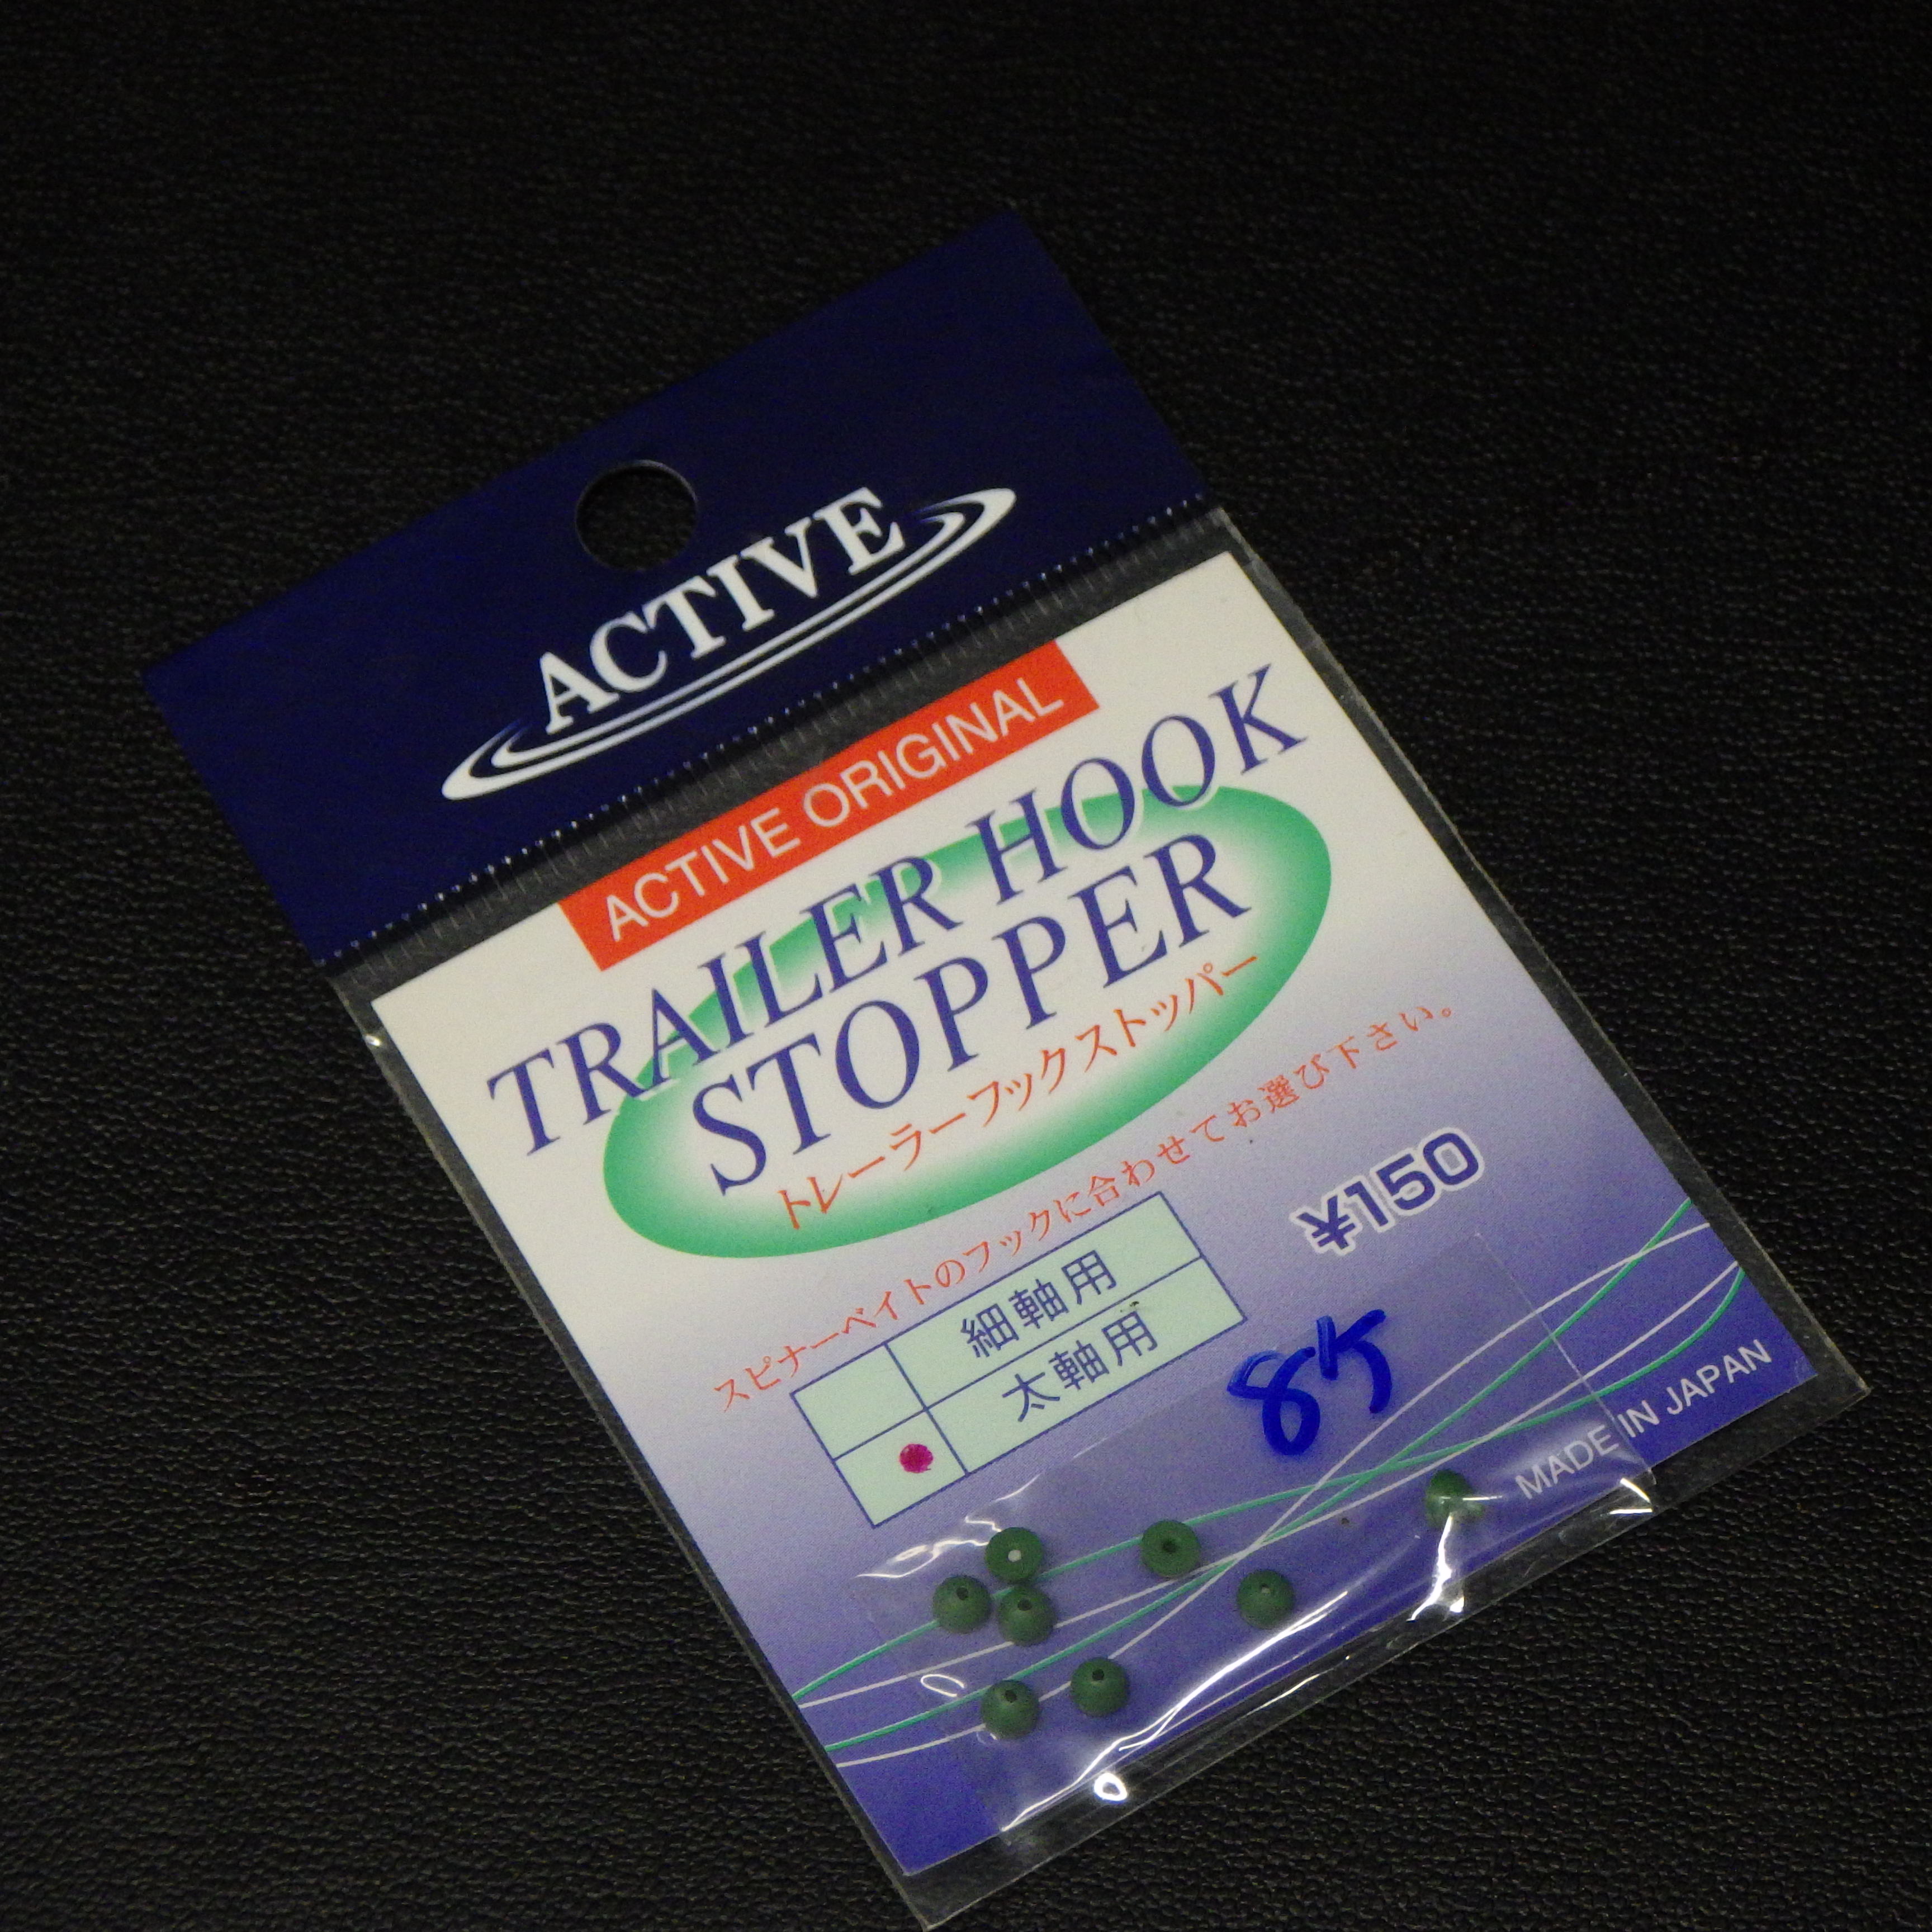 ACTIVE
ACTIVE ORIGINAL
TRAILER HOOK
STOPPER
トレーラーフックストッパー
スピナーベイトのフックに合わせてお選び下さい。
細軸用
太軸用
¥150
8ケ
MADE IN JAPAN